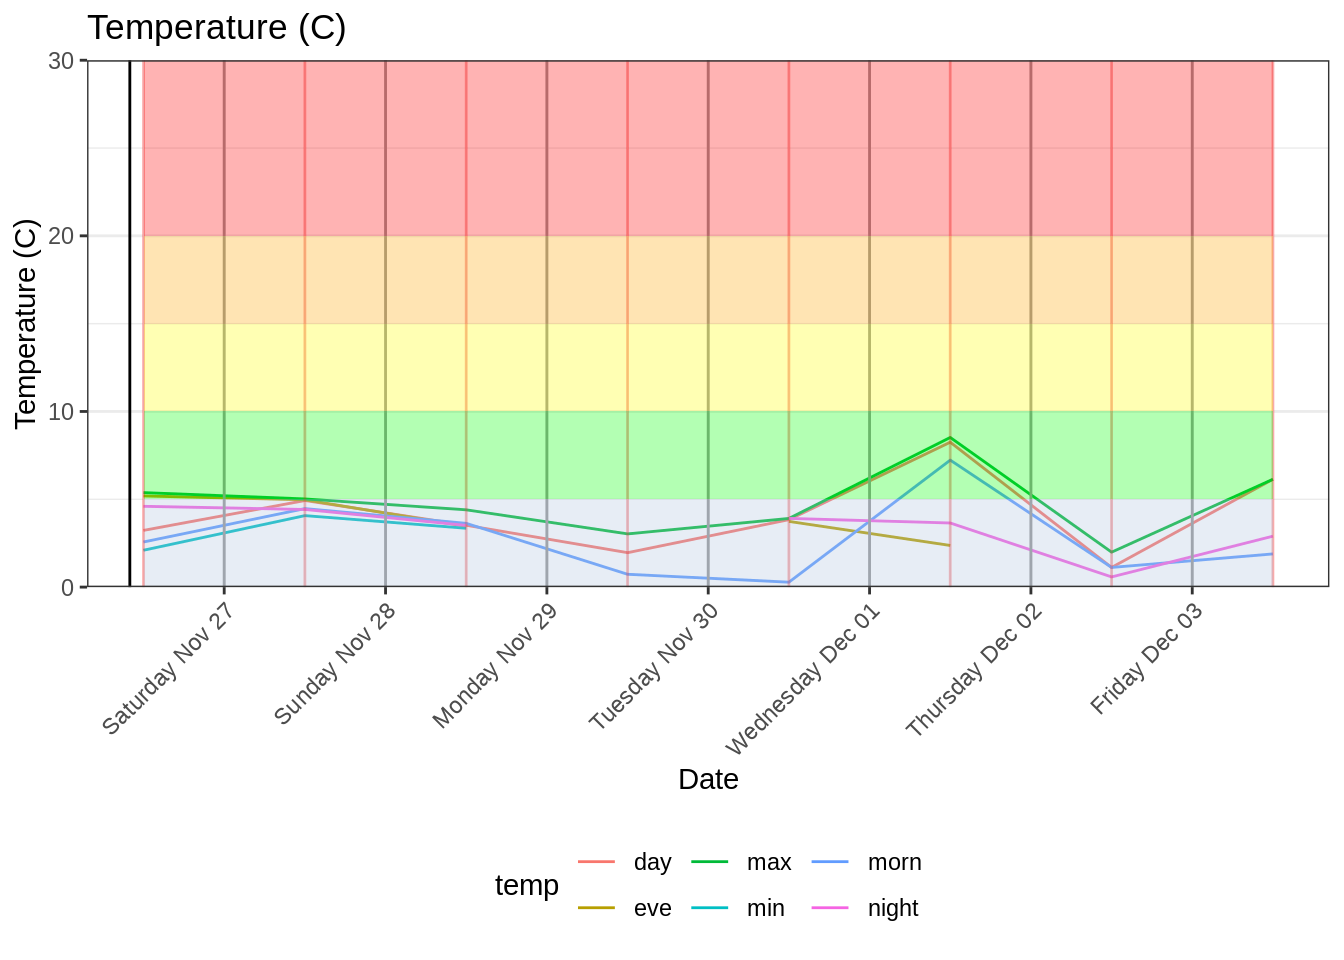 Temperature (C)
Temperature (C)
30
20
10
0
Saturday Nov 27
Sunday Nov 28
Monday Nov 29
Tuesday Nov 30
Wednesday Dec 01
Thursday Dec 02
Friday Dec 03
Date
temp
day
max
morn
eve
min
night